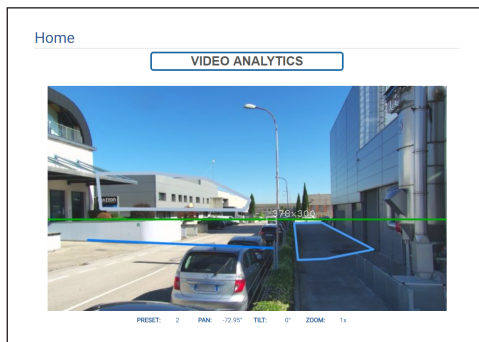 Home
VIDEO ANALYTICS
378x300
PRESET: 2 PAN: -72.95° TILT: 0° ZOOM: 1x